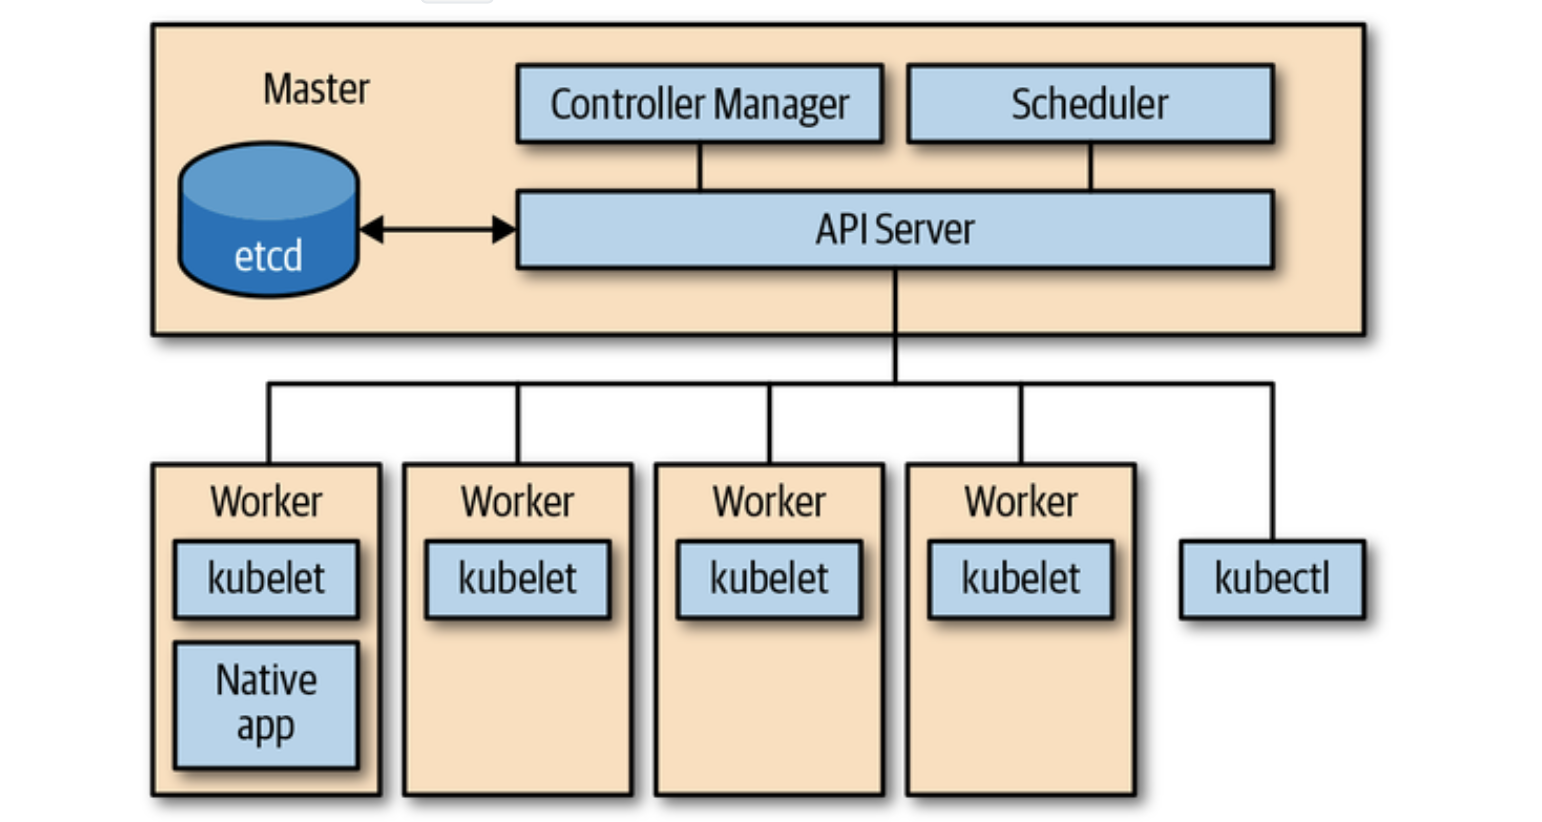 Master
Controller Manager
Scheduler
API Server
etcd
Worker
kubelet
Native
app
Worker
kubelet
Worker
kubelet
Worker
kubelet
kubectl